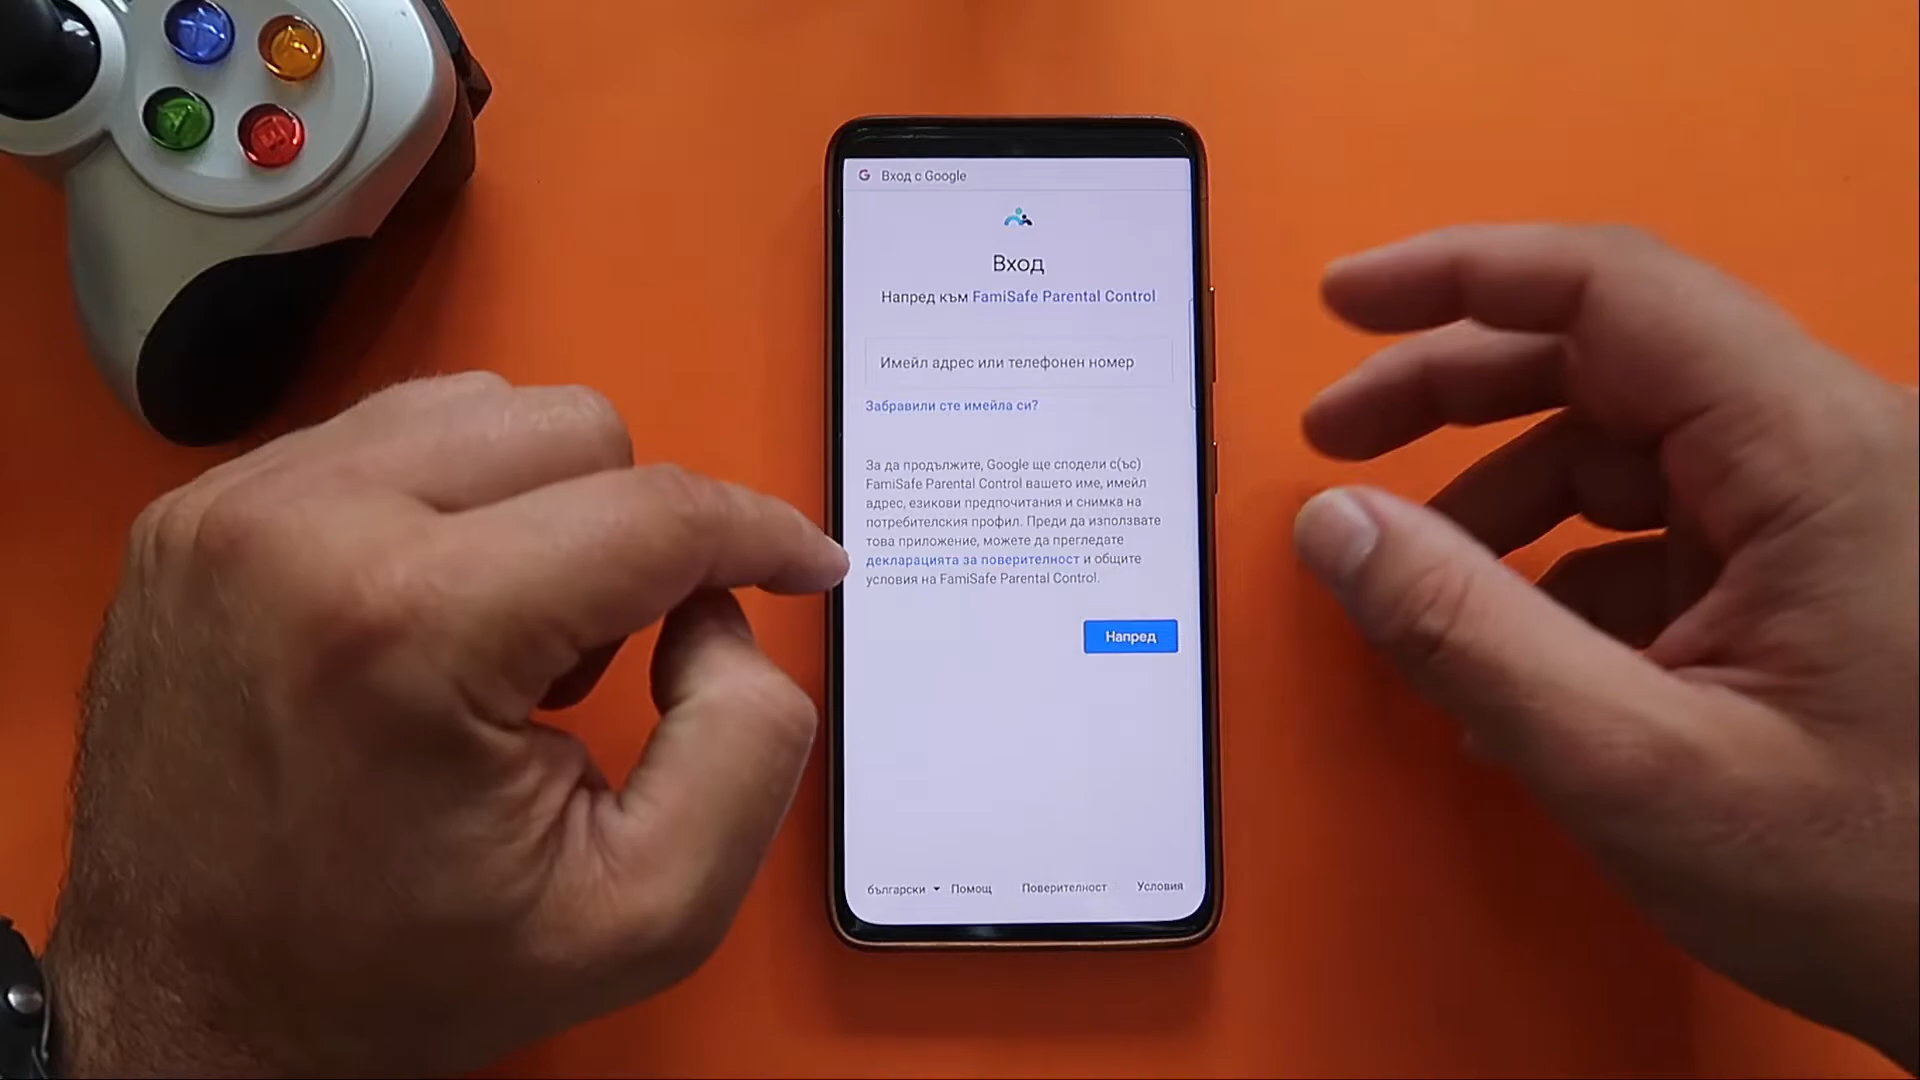 Вход с Google
Вход
Напред към FamiSafe Parental Control
Имейл адрес или телефонен номер
Забравили сте имейла си?
За да продължите, Google ще сподели с(ъс)
FamiSafe Parental Control вашето име, имейл
адрес, езикови предпочитания и снимка на
потребителския профил. Преди да използвате
това приложение, можете да прегледате
декларацията за поверителност и общите
условия на FamiSafe Parental Control.
Напред
български Помощ Поверителност Условия